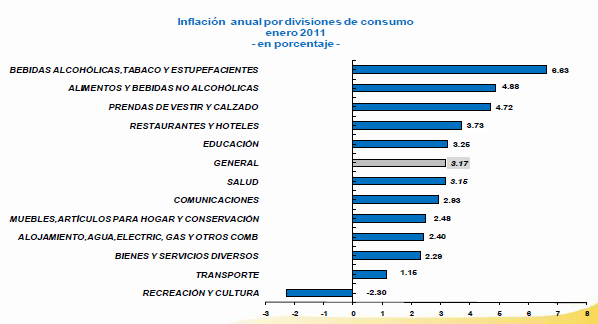 Inflación anual por divisiones de consumo
enero 2011
- en porcentaje -
BEBIDAS ALCOHÓLICAS,TABACO Y ESTUPEFACIENTES 6.63
ALIMENTOS Y BEBIDAS NO ALCOHÓLICAS 4.88
PRENDAS DE VESTIR Y CALZADO 4.72
RESTAURANTES Y HOTELES 3.73
EDUCACIÓN 3.25
GENERAL 3.17
SALUD 3.15
COMUNICACIONES 2.93
MUEBLES,ARTÍCULOS PARA HOGAR Y CONSERVACIÓN 2.48
ALOJAMIENTO,AGUA,ELECTRIC, GAS Y OTROS COMB 2.40
BIENES Y SERVICIOS DIVERSOS 2.29
TRANSPORTE 1.15
RECREACIÓN Y CULTURA -2.30
-3 -2 -1 0 1 2 3 4 5 6 7 8